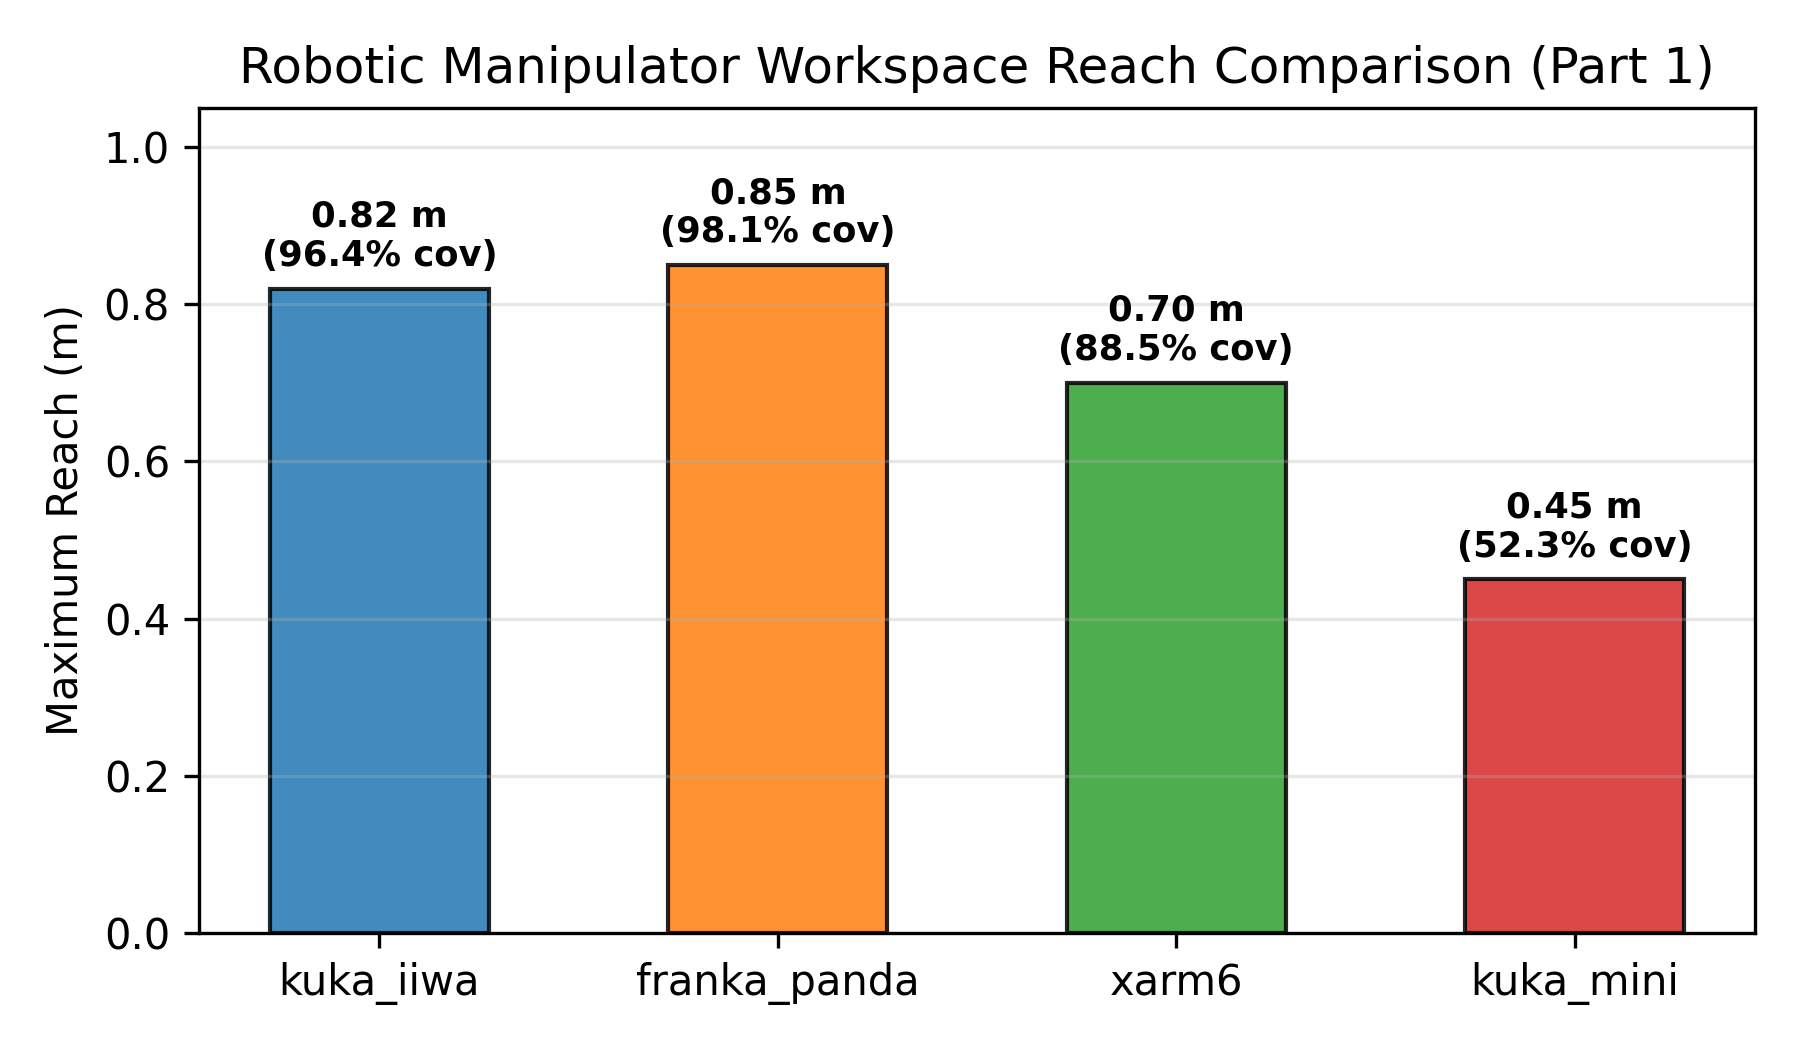 Robotic Manipulator Workspace Reach Comparison (Part 1)
Maximum Reach (m)
1.0
0.8
0.6
0.4
0.2
0.0
0.82 m
(96.4% cov)
0.85 m
(98.1% cov)
0.70 m
(88.5% cov)
0.45 m
(52.3% cov)
kuka_iiwa
franka_panda
xarm6
kuka_mini